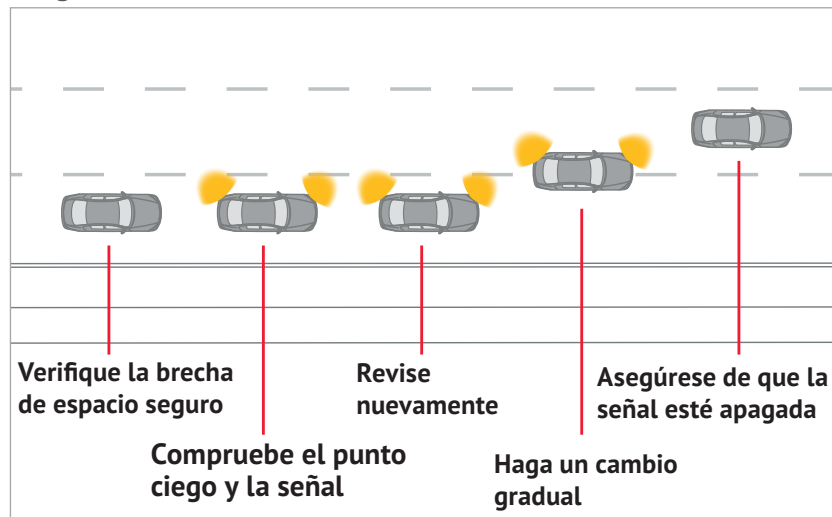 Verifique la brecha
de espacio seguro
Compruebe el punto
ciego y la señal
Revise
nuevamente
Haga un cambio
gradual
Asegúrese de que la
señal esté apagada